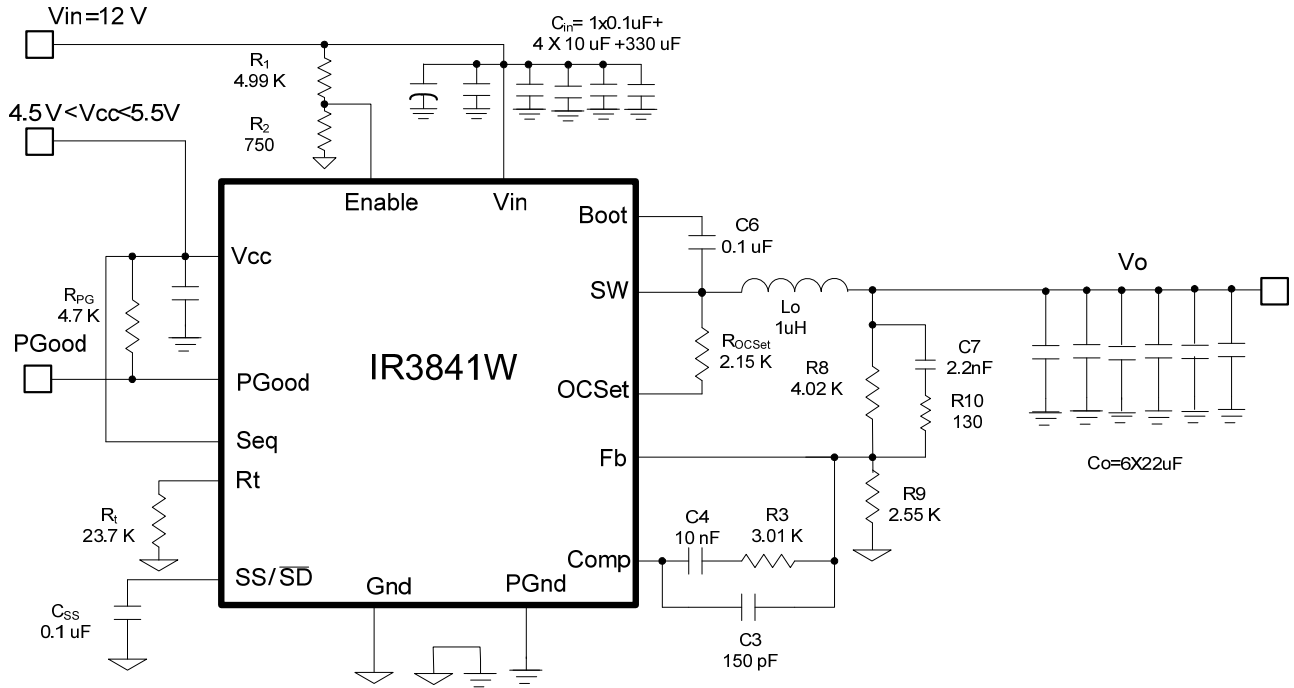 Vin=12 V
Cin= 1x0.1uF+
4 X 10 uF +330 uF
R1
4.99 K
4.5V<Vcc<5.5V
R2
750
Enable
Vin
Boot
C6
0.1 uF
Vcc
Vo
SW
Lo
1uH
RPG
4.7 K
ROCSet
2.15 K
C7
2.2nF
PGood
IR3841W
R8
4.02 K
PGood
OCSet
R10
130
Seq
Fb
Co=6X22uF
Rt
R9
2.55 K
Rt
23.7 K
C4
10 nF
R3
3.01 K
Comp
SS/SD
Gnd
PGnd
CSS
0.1 uF
C3
150 pF